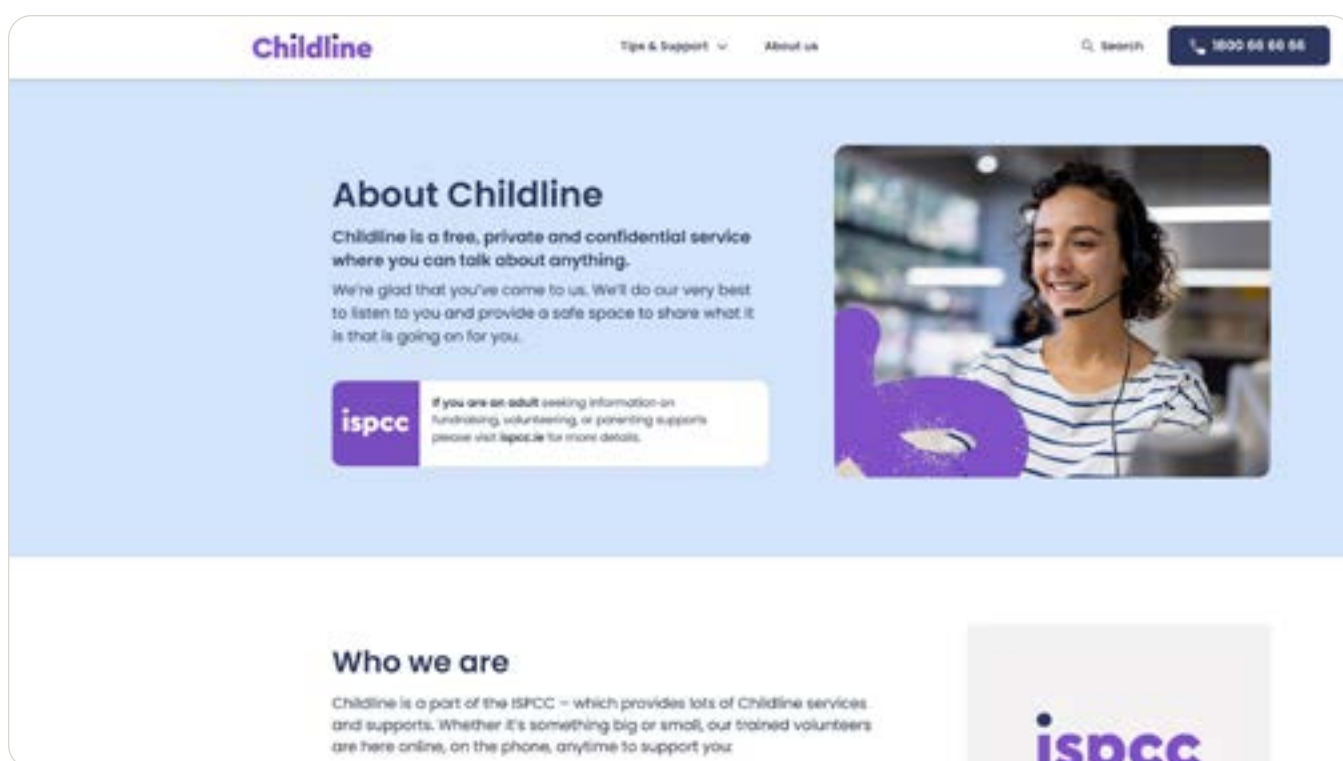 Childline
Tips & Support
About us
Search
1800 66 66 66
About Childline
Childline is a free, private and confidential service
where you can talk about anything.
We're glad that you've come to us. We'll do our very best
to listen to you and provide a safe space to share what it
is that is going on for you.
ispcc
If you are an adult seeking information on
fundraising, volunteering, or parenting supports
please visit ispcc.ie for more details.
Who we are
Childline is a part of the ISPCC – which provides lots of Childline services
and supports. Whether it's something big or small, our trained volunteers
are here online, on the phone, anytime to support you:
ispcc